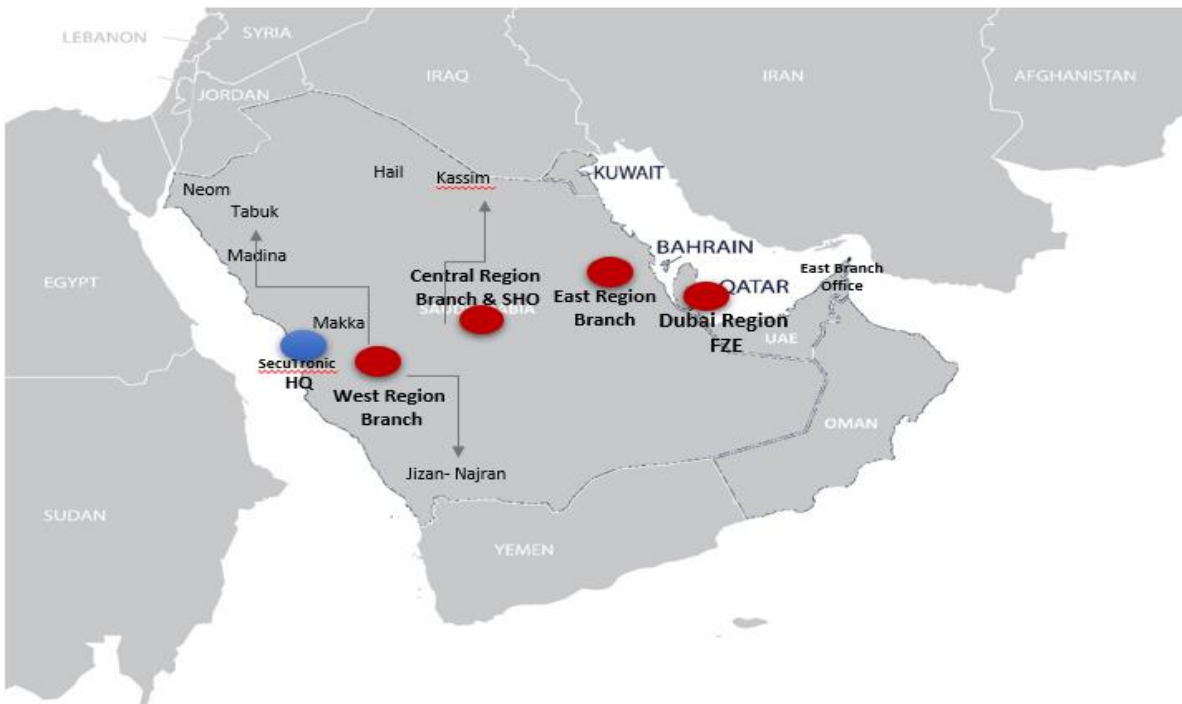 LEBANON
SYRIA
IRAQ
IRAN
AFGHANISTAN
JORDAN
KUWAIT
Hail
Kassim
Neom
Tabuk
Madina
EGYPT
BAHRAIN
Central Region
Branch & SHO
East Region
Branch
QATAR
East Branch
Office
Dubai Region
FZE
UAE
Makka
SecuTronic
HQ
West Region
Branch
OMAN
Jizan- Najran
SUDAN
YEMEN